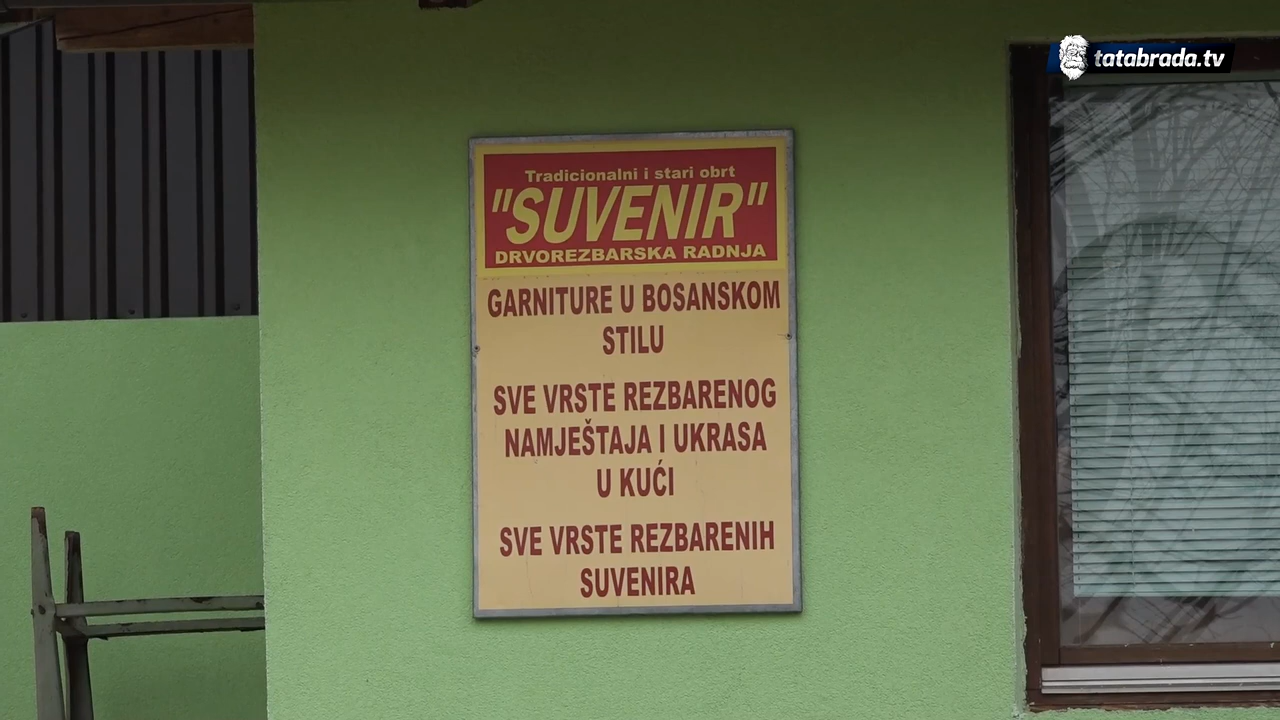 tatabrada.tv
Tradicionalni i stari obrt
"SUVENIR"
DRVOREZBARSKA RADNJA
GARNITURE U BOSANSKOM
STILU
SVE VRSTE REZBARENOG
NAMJEŠTAJA I UKRASA
U KUĆI
SVE VRSTE REZBARENIH
SUVENIRA